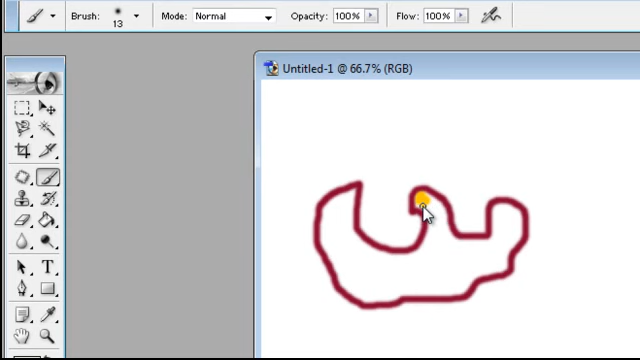 Brush: 13 Mode: Normal Opacity: 100% Flow: 100%
Untitled-1 @ 66.7% (RGB)
T